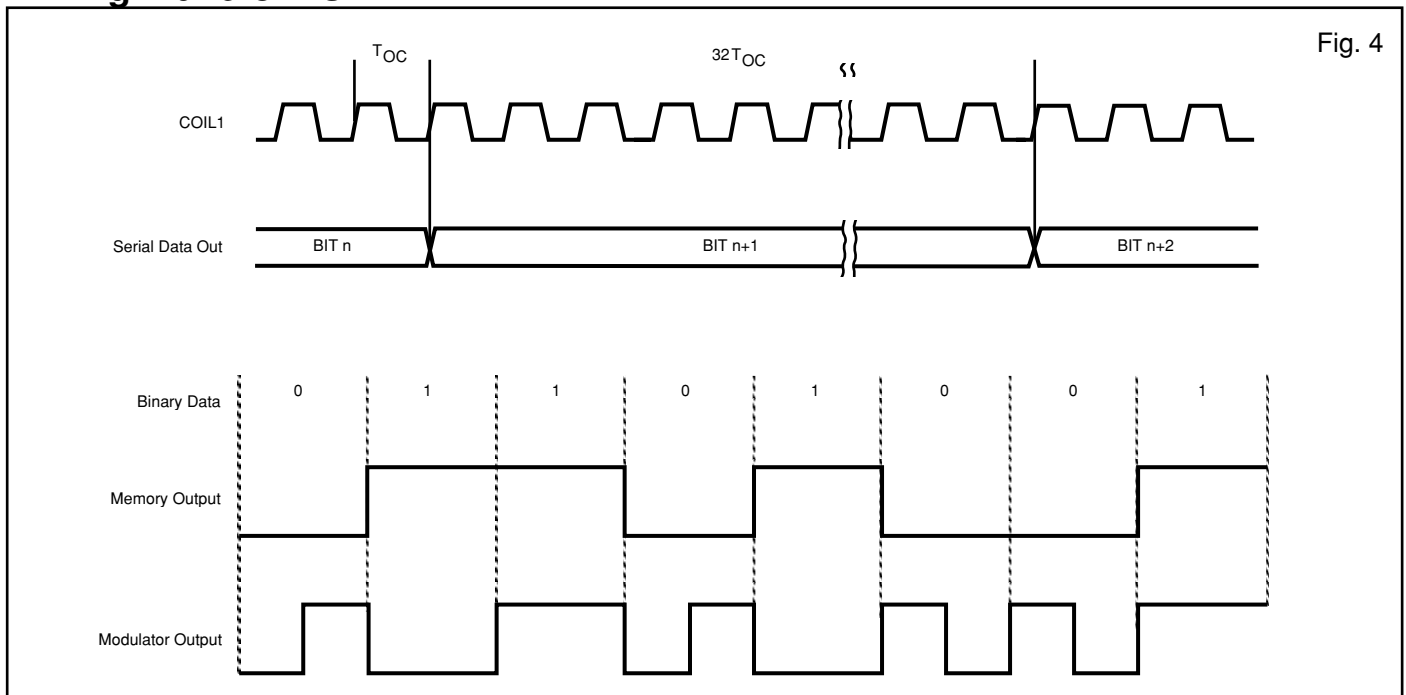 Fig. 4
TOC 32TOC
COIL1
Serial Data Out BIT n BIT n+1 BIT n+2
Binary Data 0 1 1 0 1 0 0 1
Memory Output
Modulator Output